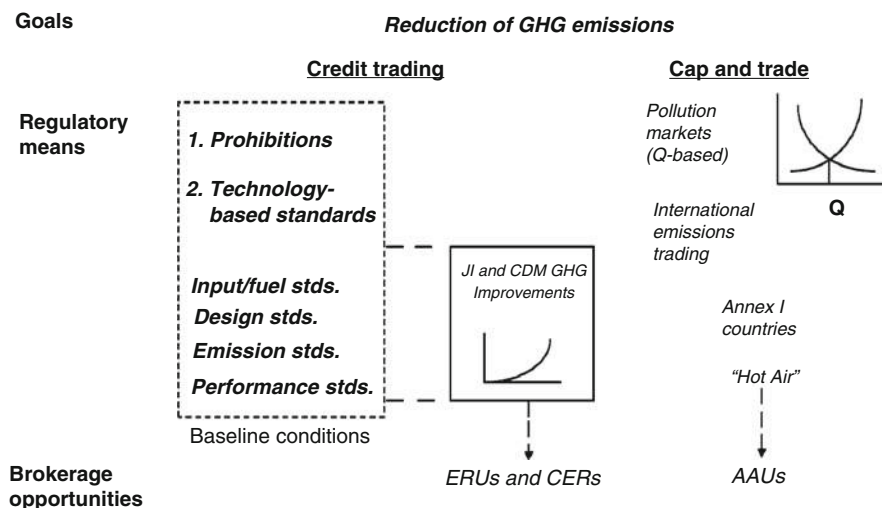 Goals
Reduction of GHG emissions
Credit trading
Cap and trade
Regulatory
means
1. Prohibitions
2. Technology-
based standards
Input/fuel stds.
Design stds.
Emission stds.
Performance stds.
Baseline conditions
JI and CDM GHG
Improvements
Pollution
markets
(Q-based)
Q
International
emissions
trading
Annex I
countries
“Hot Air”
Brokerage
opportunities
ERUs and CERs
AAUs